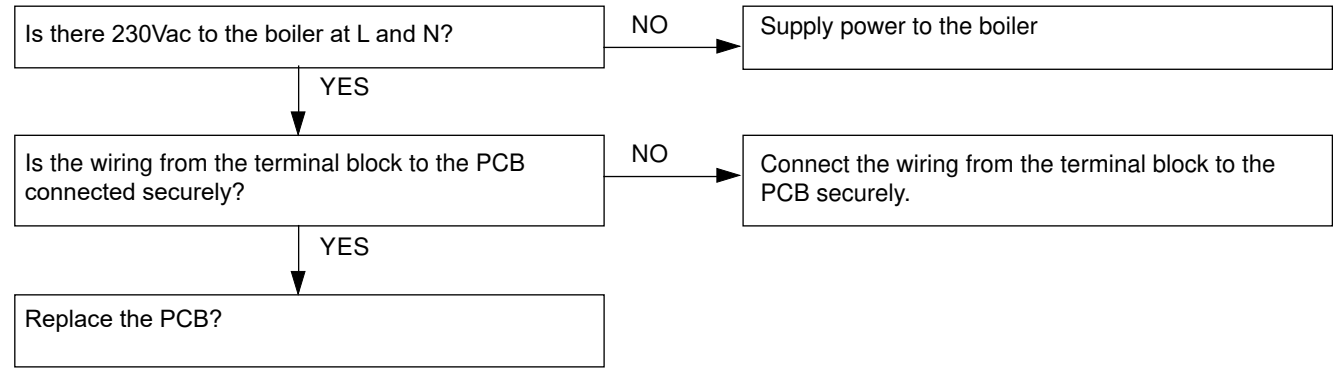 Is there 230Vac to the boiler at L and N?
NO
Supply power to the boiler
YES
Is the wiring from the terminal block to the PCB
connected securely?
NO
Connect the wiring from the terminal block to the
PCB securely.
YES
Replace the PCB?